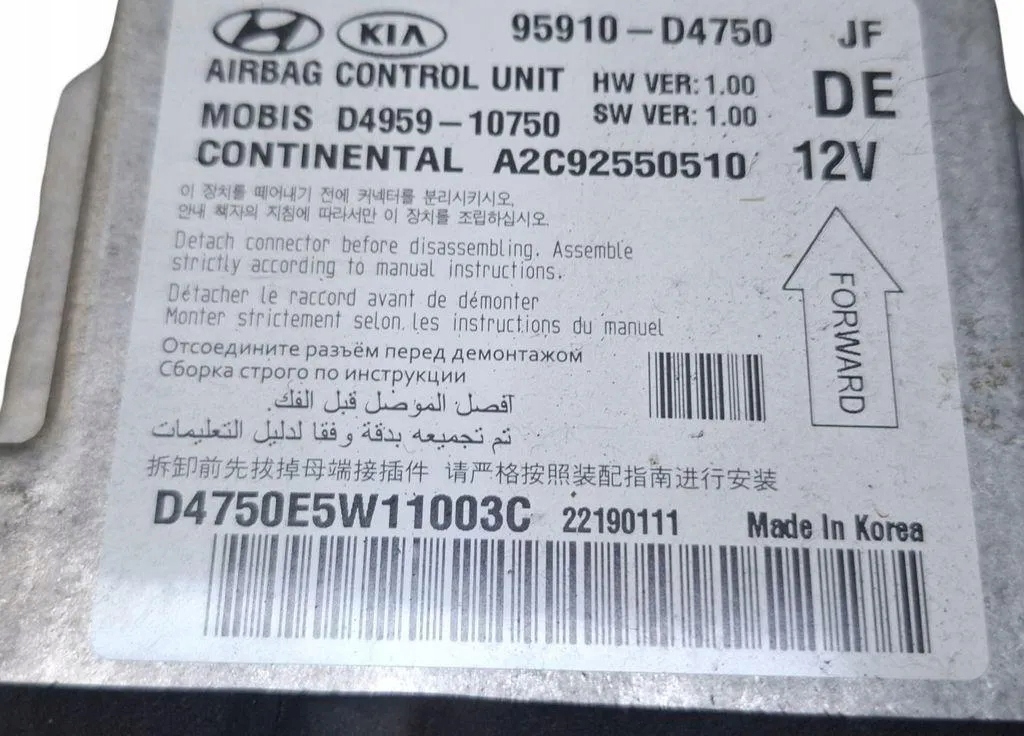 KIA 95910-D4750 JF
AIRBAG CONTROL UNIT HW VER: 1.00 DE
MOBIS D4959-10750 SW VER: 1.00
CONTINENTAL A2C92550510 12V
이 장치를 떼어내기 전에 커넥터를 분리시키시오.
안내 책자의 지침에 따라서만 이 장치를 조립하십시오.
Detach connector before disassembling. Assemble
strictly according to manual instructions.
Détacher le raccord avant de démonter
Monter strictement selon les instructions du manuel
FORWARD
Отсоедините разъём перед демонтажом
Сборка строго по инструкции
أفصل الموصل قبل الفك.
تم تجميعه بدقة وفقا لدليل التعليمات
拆卸前先拔掉母端接插件 请严格按照装配指南进行安装
D4750E5W11003C 22190111 Made In Korea